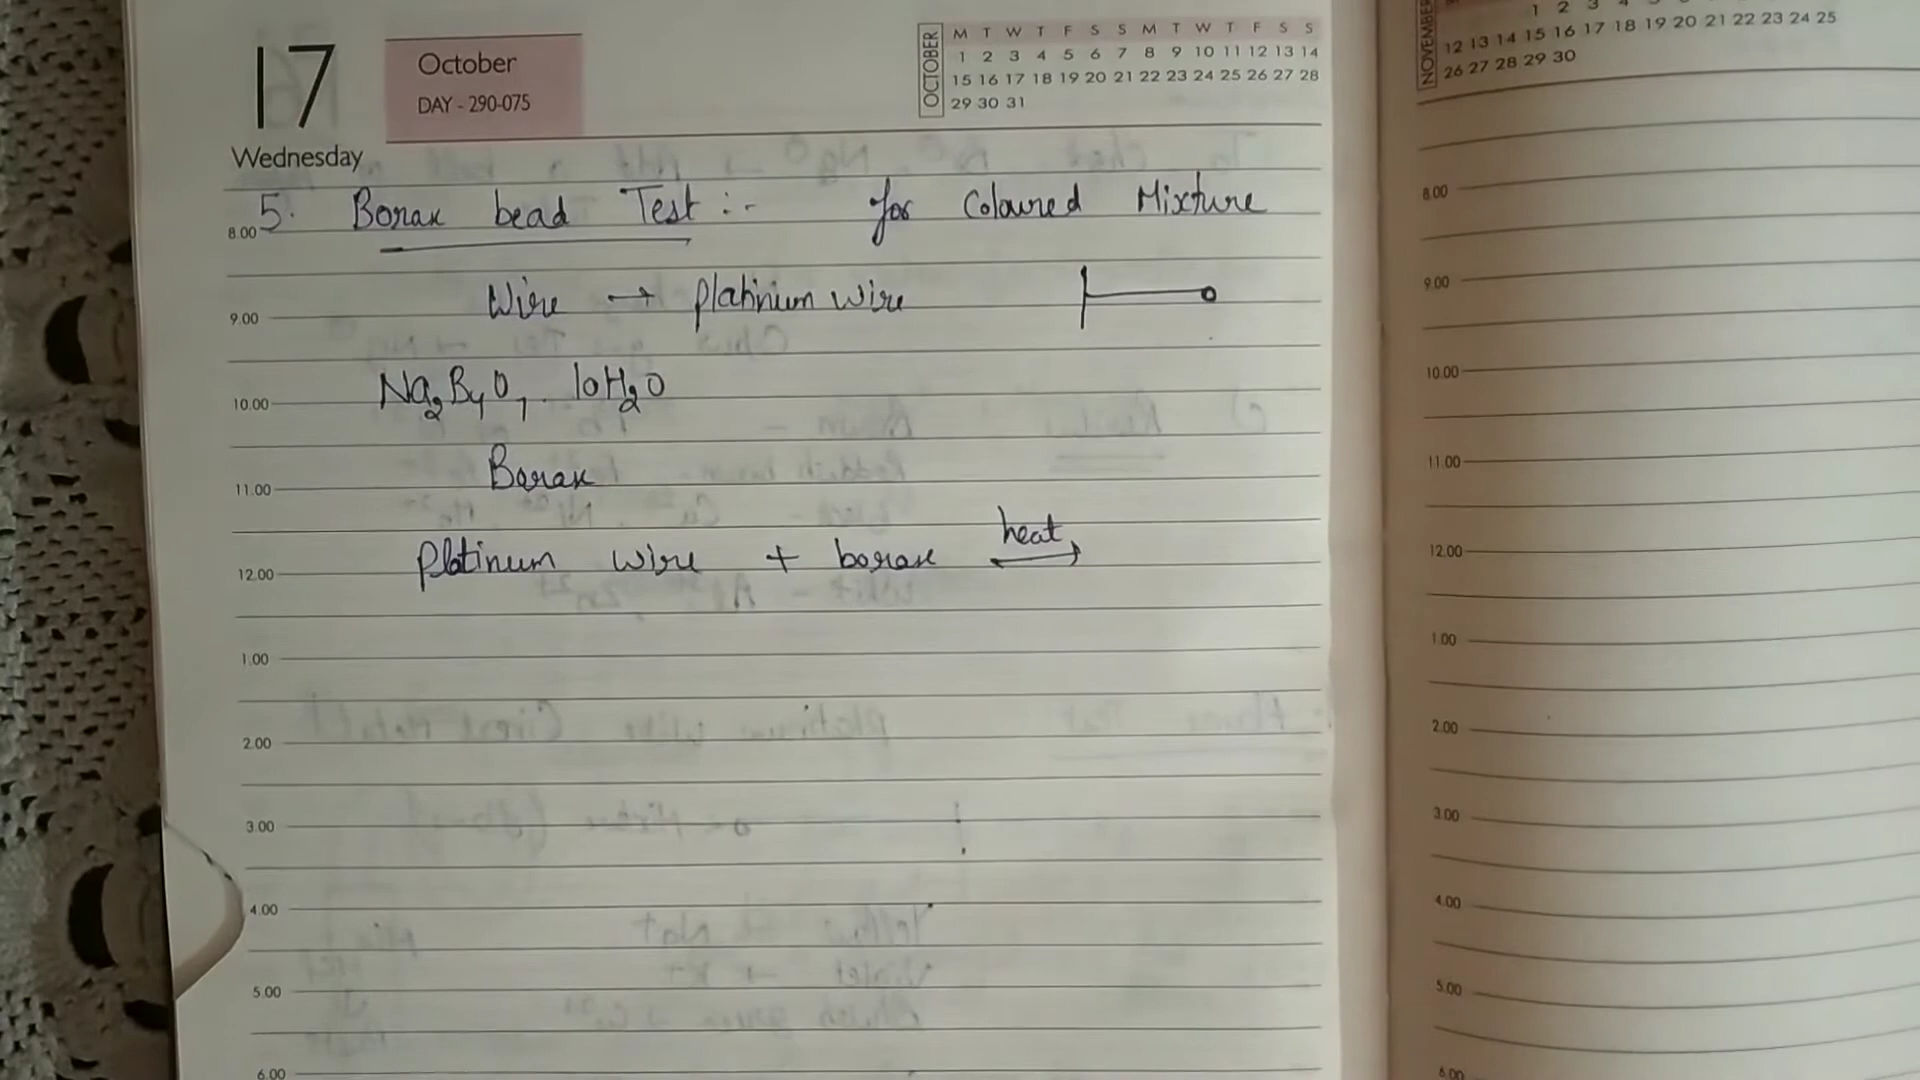 17
October
DAY - 290-075
Wednesday
OCTOBER
M T W T F S S M T W T F S S
1 2 3 4 5 6 7 8 9 10 11 12 13 14
15 16 17 18 19 20 21 22 23 24 25 26 27 28
29 30 31
5. Borax bead Test :- for Coloured Mixture
8.00
Wire → Platinium wire
9.00
Na2B4O7. 10H2O
10.00
Borax
11.00
heat
Platinum wire + borax →
12.00
1.00
2.00
3.00
4.00
5.00
6.00
NOVEMBER
1 2 3 4
12 13 14 15 16 17 18 19 20 21 22 23 24 25
26 27 28 29 30
8.00
9.00
10.00
11.00
12.00
1.00
2.00
3.00
4.00
5.00
6.00